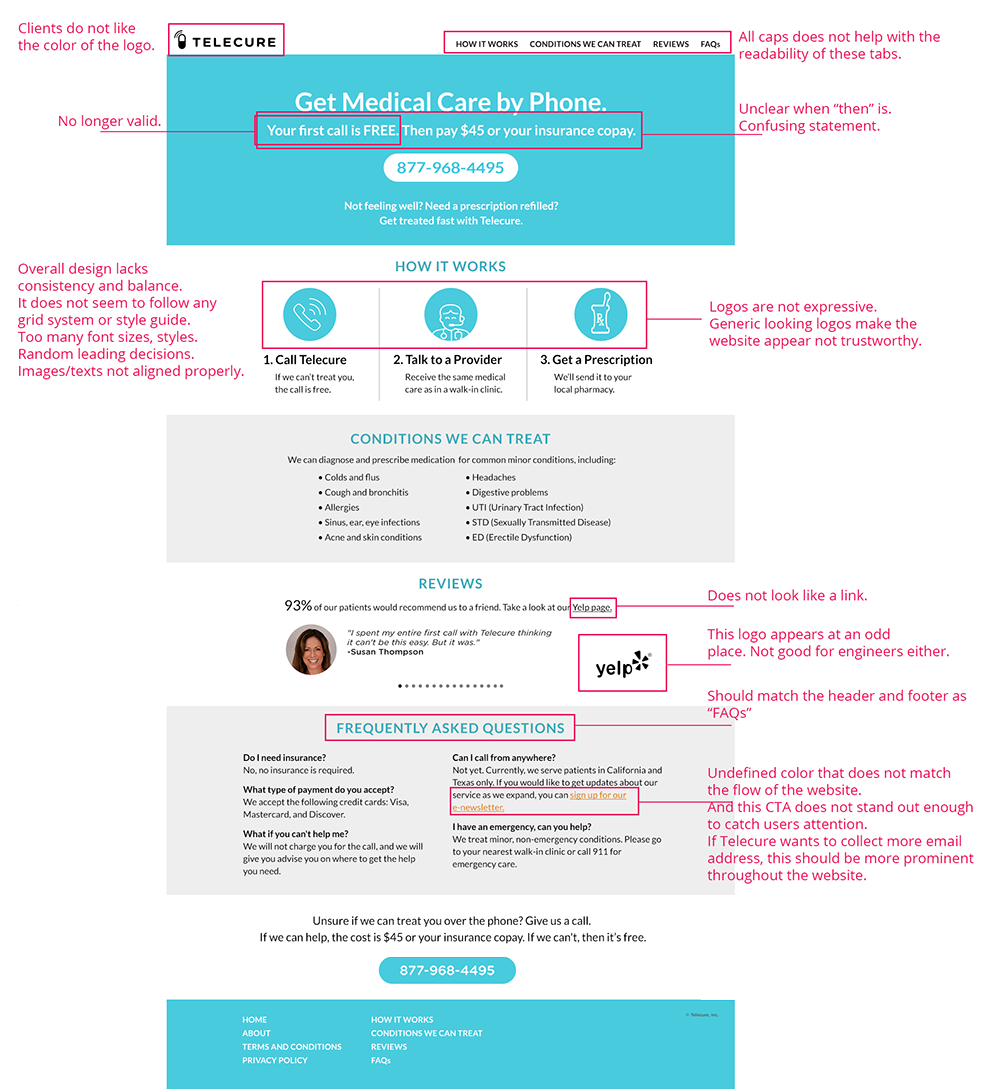 Clients do not like
the color of the logo.
TELECURE
HOW IT WORKS CONDITIONS WE CAN TREAT REVIEWS FAQs
All caps does not help with the
readability of these tabs.
Get Medical Care by Phone.
No longer valid.
Your first call is FREE. Then pay $45 or your insurance copay.
Unclear when “then” is.
Confusing statement.
877-968-4495
Not feeling well? Need a prescription refilled?
Get treated fast with Telecure.
Overall design lacks
consistency and balance.
It does not seem to follow any
grid system or style guide.
Too many font sizes, styles.
Random leading decisions.
Images/texts not aligned properly.
HOW IT WORKS
Rx
Logos are not expressive.
Generic looking logos make the
website appear not trustworthy.
1. Call Telecure
If we can’t treat you,
the call is free.
2. Talk to a Provider
Receive the same medical
care as in a walk-in clinic.
3. Get a Prescription
We’ll send it to your
local pharmacy.
CONDITIONS WE CAN TREAT
We can diagnose and prescribe medication for common minor conditions, including:
• Colds and flus
• Cough and bronchitis
• Allergies
• Sinus, ear, eye infections
• Acne and skin conditions
• Headaches
• Digestive problems
• UTI (Urinary Tract Infection)
• STD (Sexually Transmitted Disease)
• ED (Erectile Dysfunction)
REVIEWS
93% of our patients would recommend us to a friend. Take a look at our Yelp page.
Does not look like a link.
"I spent my entire first call with Telecure thinking
it can't be this easy. But it was."
-Susan Thompson
yelp
This logo appears at an odd
place. Not good for engineers either.
Should match the header and footer as
“FAQs”
FREQUENTLY ASKED QUESTIONS
Do I need insurance?
No, no insurance is required.
What type of payment do you accept?
We accept the following credit cards: Visa,
Mastercard, and Discover.
What if you can't help me?
We will not charge you for the call, and we will
give you advise you on where to get the help
you need.
Can I call from anywhere?
Not yet. Currently, we serve patients in California and
Texas only. If you would like to get updates about our
service as we expand, you can sign up for our
e-newsletter.
I have an emergency, can you help?
We treat minor, non-emergency conditions. Please go
to your nearest walk-in clinic or call 911 for
emergency care.
Undefined color that does not match
the flow of the website.
And this CTA does not stand out enough
to catch users attention.
If Telecure wants to collect more email
address, this should be more prominent
throughout the website.
Unsure if we can treat you over the phone? Give us a call.
If we can help, the cost is $45 or your insurance copay. If we can't, then it’s free.
877-968-4495
HOME
ABOUT
TERMS AND CONDITIONS
PRIVACY POLICY
HOW IT WORKS
CONDITIONS WE CAN TREAT
REVIEWS
FAQs
© Telecure, Inc.